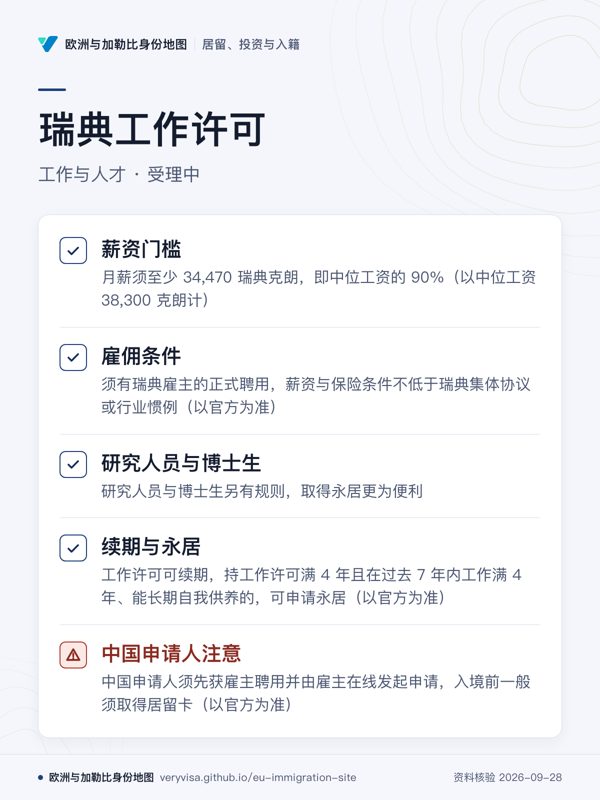 欧洲与加勒比身份地图 居留、投资与入籍
瑞典工作许可
工作与人才 · 受理中
薪资门槛
月薪须至少 34,470 瑞典克朗，即中位工资的 90%（以中位工资
38,300 克朗计）
雇佣条件
须有瑞典雇主的正式聘用，薪资与保险条件不低于瑞典集体协议
或行业惯例（以官方为准）
研究人员与博士生
研究人员与博士生另有规则，取得永居更为便利
续期与永居
工作许可可续期，持工作许可满 4 年且在过去 7 年内工作满 4
年、能长期自我供养的，可申请永居（以官方为准）
中国申请人注意
中国申请人须先获雇主聘用并由雇主在线发起申请，入境前一般
须取得居留卡（以官方为准）
欧洲与加勒比身份地图 veryvisa.github.io/eu-immigration-site 资料核验 2026-09-28